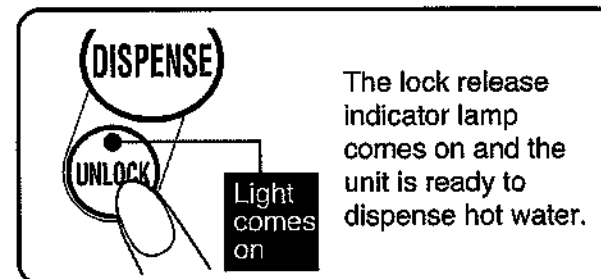 DISPENSE
UNLOCK
Light
comes
on
The lock release
indicator lamp
comes on and the
unit is ready to
dispense hot water.